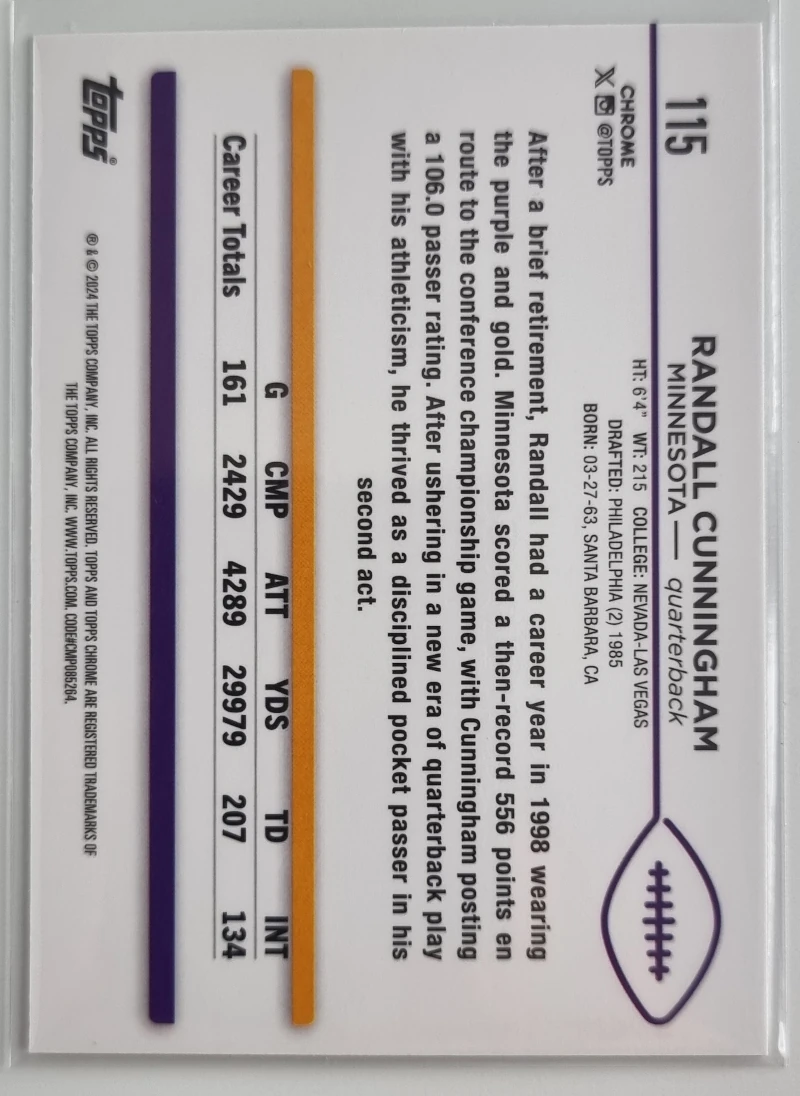 115
RANDALL CUNNINGHAM
MINNESOTA — quarterback
CHROME
X @TOPPS
HT: 6'4" WT: 215 COLLEGE: NEVADA-LAS VEGAS
DRAFTED: PHILADELPHIA (2) 1985
BORN: 03-27-63, SANTA BARBARA, CA
After a brief retirement, Randall had a career year in 1998 wearing
the purple and gold. Minnesota scored a then-record 556 points en
route to the conference championship game, with Cunningham posting
a 106.0 passer rating. After ushering in a new era of quarterback play
with his athleticism, he thrived as a disciplined pocket passer in his
second act.
G CMP ATT YDS TD INT
Career Totals 161 2429 4289 29979 207 134
topps®
® & © 2024 THE TOPPS COMPANY, INC. ALL RIGHTS RESERVED. TOPPS AND TOPPS CHROME ARE REGISTERED TRADEMARKS OF
THE TOPPS COMPANY, INC. WWW.TOPPS.COM. CODE#CMP085264.